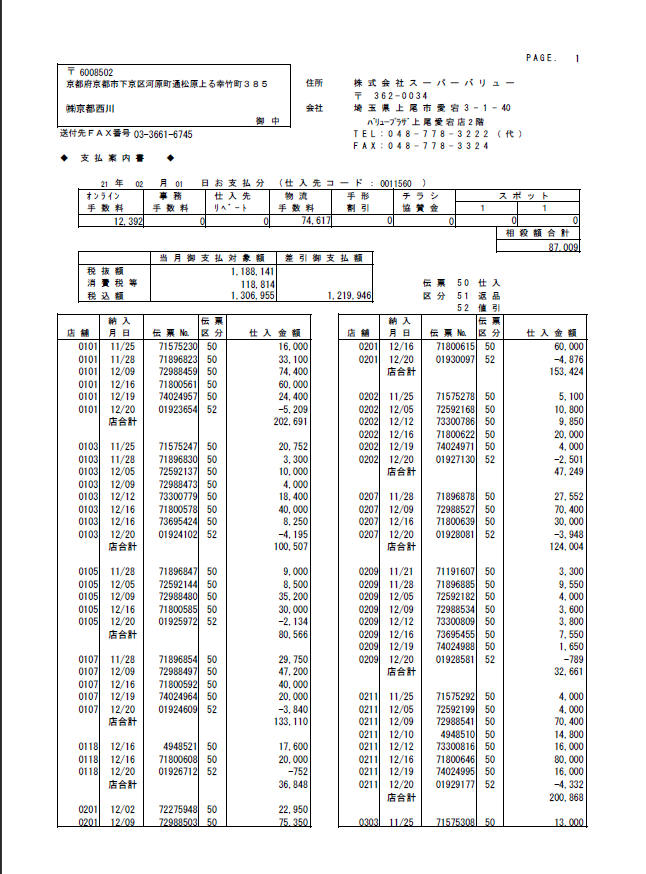 PAGE. 1
〒 6008502
京都府京都市下京区河原町通松原上る幸竹町３８５
㈱京都西川
御 中
送付先ＦＡＸ番号 03-3661-6745
住所 株 式 会 社 ス ー パ ー バ リ ュ ー
〒 362-0034
会社 埼 玉 県 上 尾 市 愛 宕 3 - 1 - 40
ﾊﾞﾘｭｰﾌﾟﾗｻﾞ上尾愛宕店２階
TEL:048-778-3222 (代)
FAX:048-778-3324
◆ 支 払 案 内 書 ◆
21 年 02 月 01 日 お 支 払 分 (仕 入 先 コ ー ド : 0011560 )
オンライン 事 務 仕 入 先 物 流 手 形 チ ラ シ ス ポ ッ ト
手 数 料 手 数 料 ﾘﾍﾞｰﾄ 手 数 料 割 引 協 賛 金 1 1
12,392 0 0 74,617 0 0 0 0
相 殺 額 合 計
87,009
当 月 御 支 払 対 象 額 差 引 御 支 払 額
税 抜 額 1,188,141
消 費 税 等 118,814
税 込 額 1,306,955 1,219,946
伝 票 50 仕 入
区 分 51 返 品
52 値 引
納 入 伝 票
店 舗 月 日 伝 票 No. 区 分 仕 入 金 額
0101 11/25 71575230 50 16,000
0101 11/28 71896823 50 33,100
0101 12/09 72988459 50 74,400
0101 12/16 71800561 50 60,000
0101 12/19 74024957 50 24,400
0101 12/20 01923654 52 -5,209
店合計 202,691
0103 11/25 71575247 50 20,752
0103 11/28 71896830 50 3,300
0103 12/05 72592137 50 10,000
0103 12/09 72988473 50 4,000
0103 12/12 73300779 50 18,400
0103 12/16 71800578 50 40,000
0103 12/16 73695424 50 8,250
0103 12/20 01924102 52 -4,195
店合計 100,507
0105 11/28 71896847 50 9,000
0105 12/05 72592144 50 8,500
0105 12/09 72988480 50 35,200
0105 12/16 71800585 50 30,000
0105 12/20 01925972 52 -2,134
店合計 80,566
0107 11/28 71896854 50 29,750
0107 12/09 72988497 50 47,200
0107 12/16 71800592 50 40,000
0107 12/19 74024964 50 20,000
0107 12/20 01924609 52 -3,840
店合計 133,110
0118 12/16 4948521 50 17,600
0118 12/16 71800608 50 20,000
0118 12/20 01926712 52 -752
店合計 36,848
0201 12/02 72275948 50 22,950
0201 12/09 72988503 50 75,350
納 入 伝 票
店 舗 月 日 伝 票 No. 区 分 仕 入 金 額
0201 12/16 71800615 50 60,000
0201 12/20 01930097 52 -4,876
店合計 153,424
0202 11/25 71575278 50 5,100
0202 12/05 72592168 50 10,800
0202 12/12 73300786 50 9,850
0202 12/16 71800622 50 20,000
0202 12/19 74024971 50 4,000
0202 12/20 01927130 52 -2,501
店合計 47,249
0207 11/28 71896878 50 27,552
0207 12/09 72988527 50 70,400
0207 12/16 71800639 50 30,000
0207 12/20 01928081 52 -3,948
店合計 124,004
0209 11/21 71191607 50 3,300
0209 11/28 71896885 50 9,550
0209 12/05 72592182 50 4,000
0209 12/09 72988534 50 3,600
0209 12/12 73300809 50 3,800
0209 12/16 73695455 50 7,550
0209 12/19 74024988 50 1,650
0209 12/20 01928581 52 -789
店合計 32,661
0211 11/25 71575292 50 4,000
0211 12/05 72592199 50 4,000
0211 12/09 72988541 50 70,400
0211 12/10 4948510 50 14,800
0211 12/12 73300816 50 16,000
0211 12/16 71800646 50 80,000
0211 12/19 74024995 50 16,000
0211 12/20 01929177 52 -4,332
店合計 200,868
0303 11/25 71575308 50 13,000